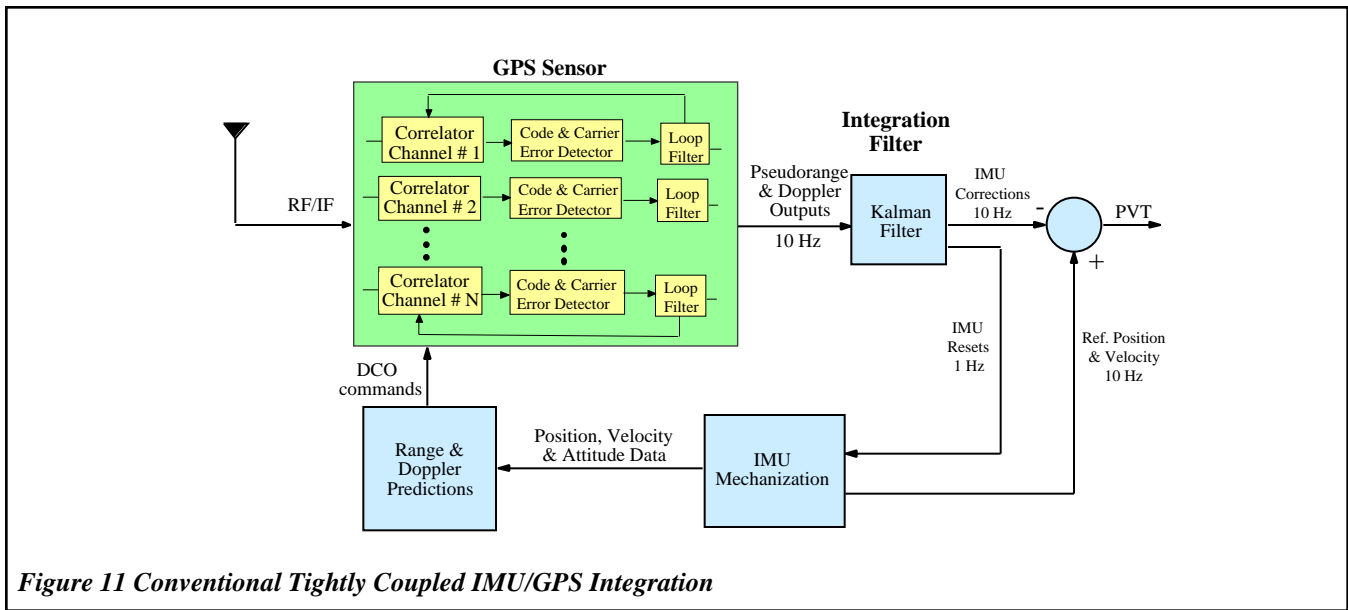 GPS Sensor
Correlator
Channel # 1
Code & Carrier
Error Detector
Loop
Filter
Correlator
Channel # 2
Code & Carrier
Error Detector
Loop
Filter
Correlator
Channel # N
Code & Carrier
Error Detector
Loop
Filter
RF/IF
Pseudorange
& Doppler
Outputs
10 Hz
Integration
Filter
Kalman
Filter
IMU
Corrections
10 Hz
-
+
PVT
IMU
Resets
1 Hz
Ref. Position
& Velocity
10 Hz
DCO
commands
Range &
Doppler
Predictions
Position, Velocity
& Attitude Data
IMU
Mechanization
Figure 11 Conventional Tightly Coupled IMU/GPS Integration